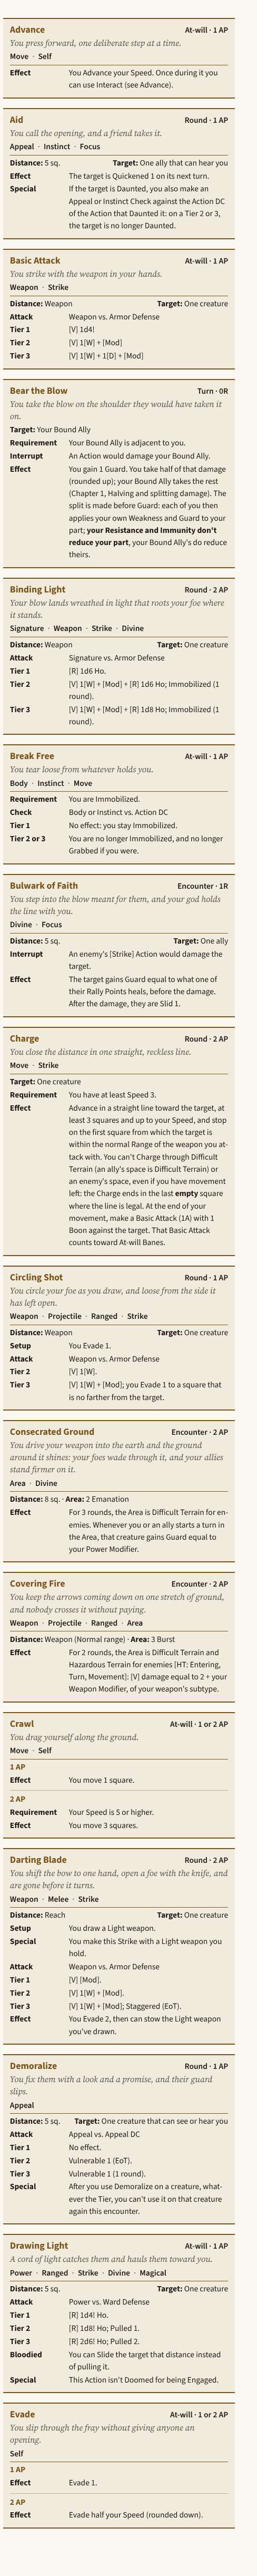 Advance At-will · 1 AP
You press forward, one deliberate step at a time.
Move · Self
Effect You Advance your Speed. Once during it you
can use Interact (see Advance).
Aid Round · 1 AP
You call the opening, and a friend takes it.
Appeal · Instinct · Focus
Distance: 5 sq. Target: One ally that can hear you
Effect The target is Quickened 1 on its next turn.
Special If the target is Daunted, you also make an
Appeal or Instinct Check against the Action DC
of the Action that Daunted it: on a Tier 2 or 3,
the target is no longer Daunted.
Basic Attack At-will · 1 AP
You strike with the weapon in your hands.
Weapon · Strike
Distance: Weapon Target: One creature
Attack Weapon vs. Armor Defense
Tier 1 [V] 1d4!
Tier 2 [V] 1[W] + [Mod]
Tier 3 [V] 1[W] + 1[D] + [Mod]
Bear the Blow Turn · 0R
You take the blow on the shoulder they would have taken it
on.
Target: Your Bound Ally
Requirement Your Bound Ally is adjacent to you.
Interrupt An Action would damage your Bound Ally.
Effect You gain 1 Guard. You take half of that damage
(rounded up); your Bound Ally takes the rest
(Chapter 1, Halving and splitting damage). The
split is made before Guard: each of you then
applies your own Weakness and Guard to your
part; your Resistance and Immunity don't
reduce your part, your Bound Ally's do reduce
theirs.
Binding Light Round · 2 AP
Your blow lands wreathed in light that roots your foe where
it stands.
Signature · Weapon · Strike · Divine
Distance: Weapon Target: One creature
Attack Signature vs. Armor Defense
Tier 1 [R] 1d6 Ho.
Tier 2 [V] 1[W] + [Mod] + [R] 1d6 Ho; Immobilized (1
round).
Tier 3 [V] 1[W] + [Mod] + [R] 1d8 Ho; Immobilized (1
round).
Break Free At-will · 1 AP
You tear loose from whatever holds you.
Body · Instinct · Move
Requirement You are Immobilized.
Check Body or Instinct vs. Action DC
Tier 1 No effect: you stay Immobilized.
Tier 2 or 3 You are no longer Immobilized, and no longer
Grabbed if you were.
Bulwark of Faith Encounter · 1R
You step into the blow meant for them, and your god holds
the line with you.
Divine · Focus
Distance: 5 sq. Target: One ally
Interrupt An enemy's [Strike] Action would damage the
target.
Effect The target gains Guard equal to what one of
their Rally Points heals, before the damage.
After the damage, they are Slid 1.
Charge Round · 2 AP
You close the distance in one straight, reckless line.
Move · Strike
Target: One creature
Requirement You have at least Speed 3.
Effect Advance in a straight line toward the target, at
least 3 squares and up to your Speed, and stop
on the first square from which the target is
within the normal Range of the weapon you at-
tack with. You can't Charge through Difficult
Terrain (an ally's space is Difficult Terrain) or
an enemy's space, even if you have movement
left: the Charge ends in the last empty square
where the line is legal. At the end of your
movement, make a Basic Attack (1A) with 1
Boon against the target. That Basic Attack
counts toward At-will Banes.
Circling Shot Round · 1 AP
You circle your foe as you draw, and loose from the side it
has left open.
Weapon · Projectile · Ranged · Strike
Distance: Weapon Target: One creature
Setup You Evade 1.
Attack Weapon vs. Armor Defense
Tier 2 [V] 1[W].
Tier 3 [V] 1[W] + [Mod]; you Evade 1 to a square that
is no farther from the target.
Consecrated Ground Encounter · 2 AP
You drive your weapon into the earth and the ground
around it shines: your foes wade through it, and your allies
stand firmer on it.
Area · Divine
Distance: 8 sq. · Area: 2 Emanation
Effect For 3 rounds, the Area is Difficult Terrain for en-
emies. Whenever you or an ally starts a turn in
the Area, that creature gains Guard equal to
your Power Modifier.
Covering Fire Encounter · 2 AP
You keep the arrows coming down on one stretch of ground,
and nobody crosses it without paying.
Weapon · Projectile · Ranged · Area
Distance: Weapon (Normal range) · Area: 3 Burst
Effect For 2 rounds, the Area is Difficult Terrain and
Hazardous Terrain for enemies [HT: Entering,
Turn, Movement]: [V] damage equal to 2 + your
Weapon Modifier, of your weapon's subtype.
Crawl At-will · 1 or 2 AP
You drag yourself along the ground.
Move · Self
1 AP
Effect You move 1 square.
2 AP
Requirement Your Speed is 5 or higher.
Effect You move 3 squares.
Darting Blade Round · 2 AP
You shift the bow to one hand, open a foe with the knife, and
are gone before it turns.
Weapon · Melee · Strike
Distance: Reach Target: One creature
Setup You draw a Light weapon.
Special You make this Strike with a Light weapon you
hold.
Attack Weapon vs. Armor Defense
Tier 1 [V] [Mod].
Tier 2 [V] 1[W] + [Mod].
Tier 3 [V] 1[W] + [Mod]; Staggered (EoT).
Effect You Evade 2, then can stow the Light weapon
you've drawn.
Demoralize Round · 1 AP
You fix them with a look and a promise, and their guard
slips.
Appeal
Distance: 5 sq. Target: One creature that can see or hear you
Attack Appeal vs. Appeal DC
Tier 1 No effect.
Tier 2 Vulnerable 1 (EoT).
Tier 3 Vulnerable 1 (1 round).
Special After you use Demoralize on a creature, what-
ever the Tier, you can't use it on that creature
again this encounter.
Drawing Light At-will · 1 AP
A cord of light catches them and hauls them toward you.
Power · Ranged · Strike · Divine · Magical
Distance: 5 sq. Target: One creature
Attack Power vs. Ward Defense
Tier 1 [R] 1d4! Ho.
Tier 2 [R] 1d8! Ho; Pulled 1.
Tier 3 [R] 2d6! Ho; Pulled 2.
Bloodied You can Slide the target that distance instead
of pulling it.
Special This Action isn't Doomed for being Engaged.
Evade At-will · 1 or 2 AP
You slip through the fray without giving anyone an
opening.
Self
1 AP
Effect Evade 1.
2 AP
Effect Evade half your Speed (rounded down).